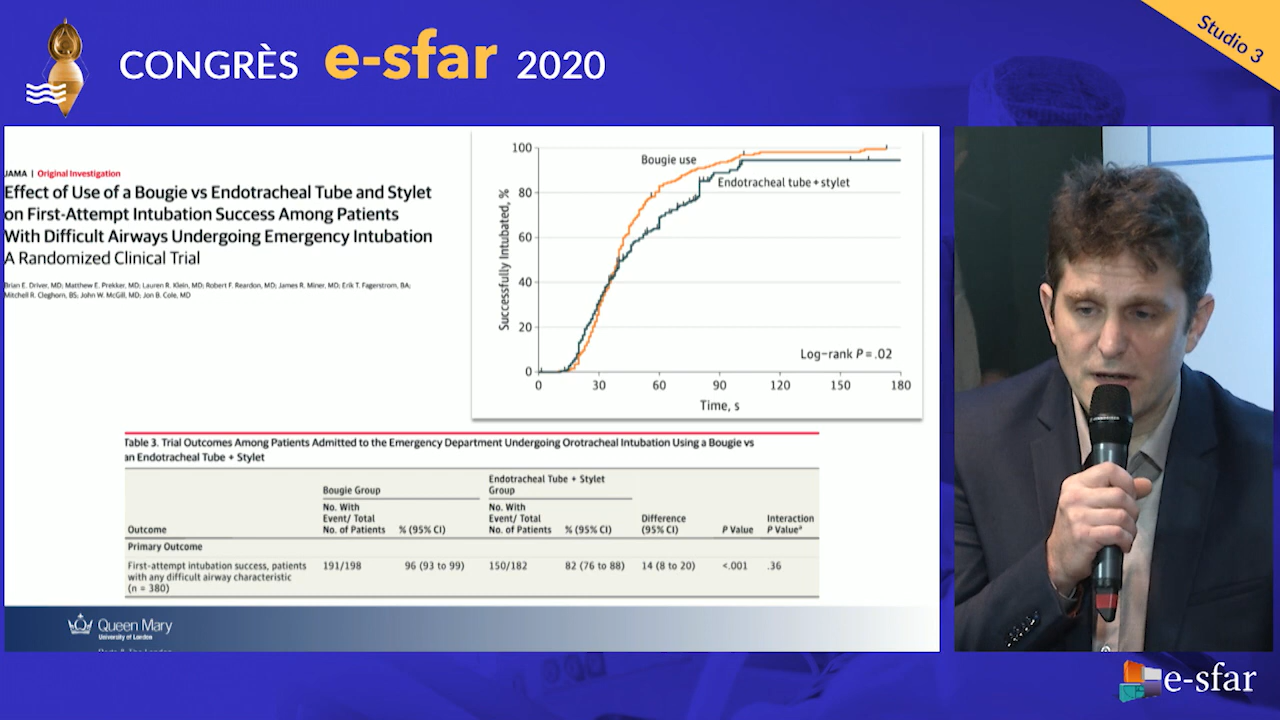 CONGRÈS e-sfar 2020
Studio 3
JAMA | Original Investigation
Effect of Use of a Bougie vs Endotracheal Tube and Stylet
on First-Attempt Intubation Success Among Patients
With Difficult Airways Undergoing Emergency Intubation
A Randomized Clinical Trial
Brian E. Driver, MD; Matthew E. Prekker, MD; Lauren R. Klein, MD; Robert F. Reardon, MD; James R. Miner, MD; Erik T. Fagerstrom, BA;
Mitchell R. Cleghorn, BS; John W. McGill, MD; Jon B. Cole, MD
Successfully Intubated, %
100
80
60
40
20
0
Bougie use
Endotracheal tube + stylet
Log-rank P = .02
0 30 60 90 120 150 180
Time, s
Table 3. Trial Outcomes Among Patients Admitted to the Emergency Department Undergoing Orotracheal Intubation Using a Bougie vs
an Endotracheal Tube + Stylet
Bougie Group
Endotracheal Tube + Stylet
Group
Outcome
No. With
Event/ Total
No. of Patients
% (95% CI)
No. With
Event/ Total
No. of Patients
% (95% CI)
Difference
(95% CI)
P Value
Interaction
P Valueᵃ
Primary Outcome
First-attempt intubation success, patients
with any difficult airway characteristic
(n = 380)
191/198 96 (93 to 99) 150/182 82 (76 to 88) 14 (8 to 20) <.001 .36
Queen Mary
University of London
e-sfar